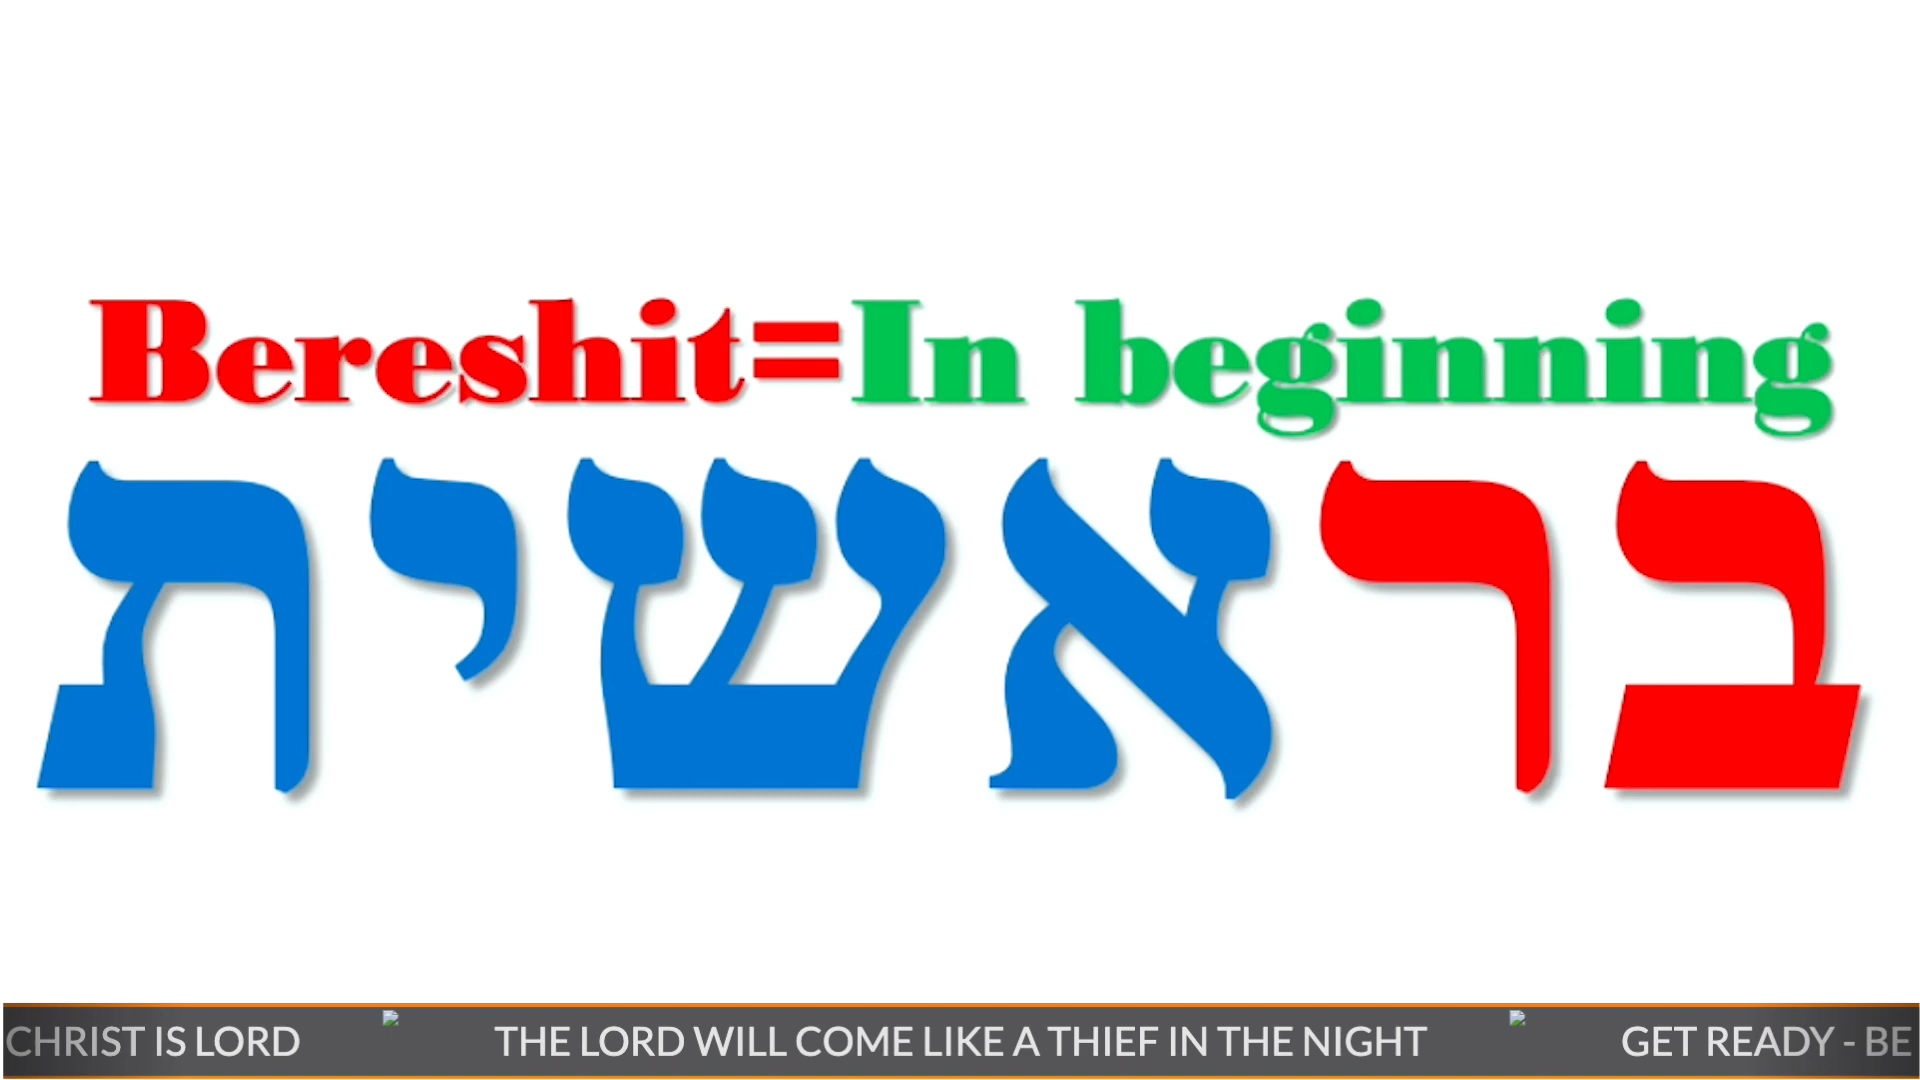 Bereshit=In beginning
בראשית
CHRIST IS LORD THE LORD WILL COME LIKE A THIEF IN THE NIGHT GET READY - BE